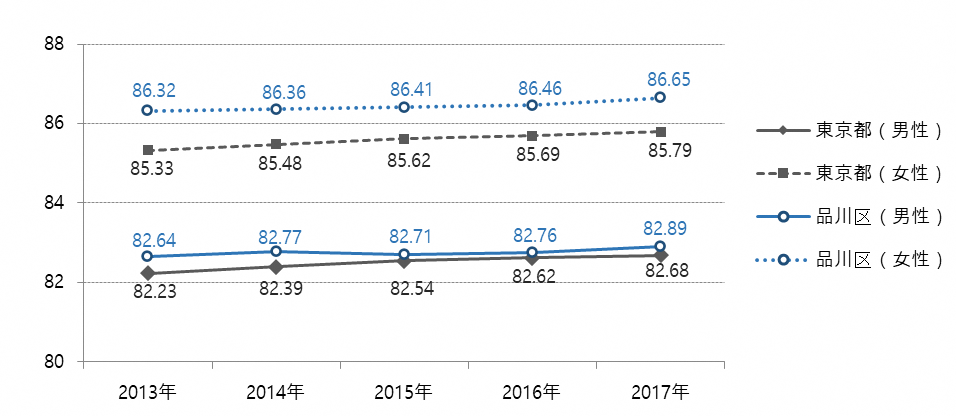 88
86
84
82
80
86.32 86.36 86.41 86.46 86.65
85.33 85.48 85.62 85.69 85.79
82.64 82.77 82.71 82.76 82.89
82.23 82.39 82.54 82.62 82.68
2013年 2014年 2015年 2016年 2017年
東京都（男性）
東京都（女性）
品川区（男性）
品川区（女性）